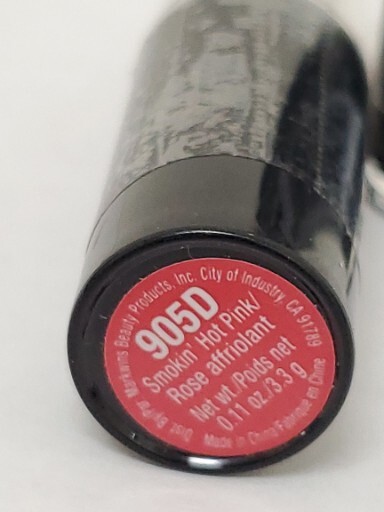 Dist. By/Par Markwins Beauty Products, Inc. City of Industry, CA 91789
905D
Smokin' Hot Pink/
Rose affriolant
Net wt./Poids net
0.11 oz./3.3 g
Made in China/Fabriqué en Chine